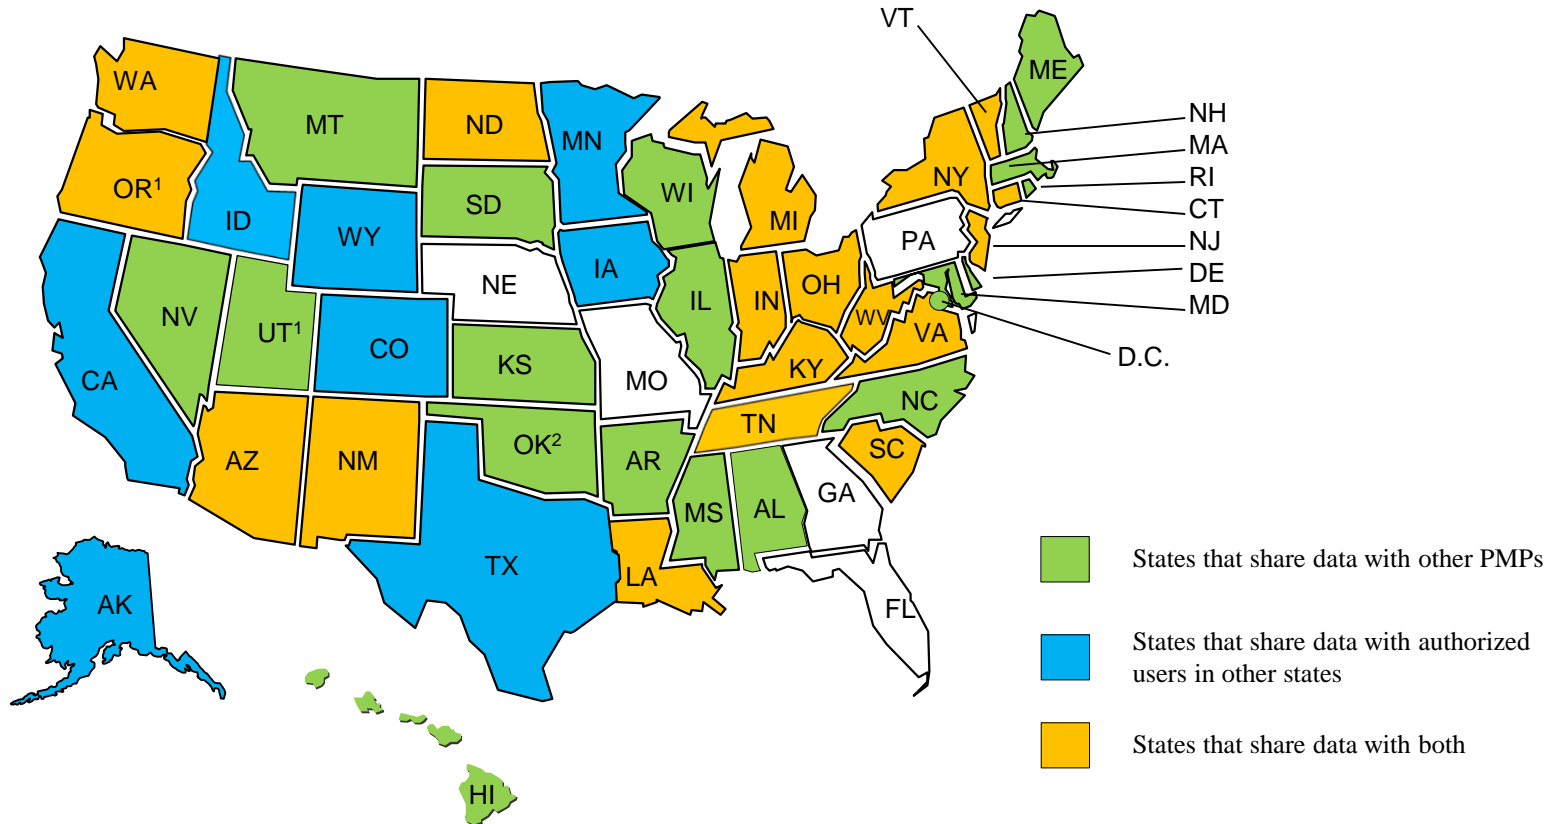 VT
ME
WA
MT
ND
MN
NH
MA
OR¹
ID
SD
WI
NY
RI
WY
MI
CT
PA
NJ
IA
NE
OH
DE
NV
IL
IN
MD
UT¹
CO
WV
VA
D.C.
KS
KY
CA
MO
NC
TN
AZ
NM
OK²
AR
SC
GA
MS
AL
TX
LA
States that share data with other PMPs
AK
FL
States that share data with authorized
users in other states
States that share data with both
HI